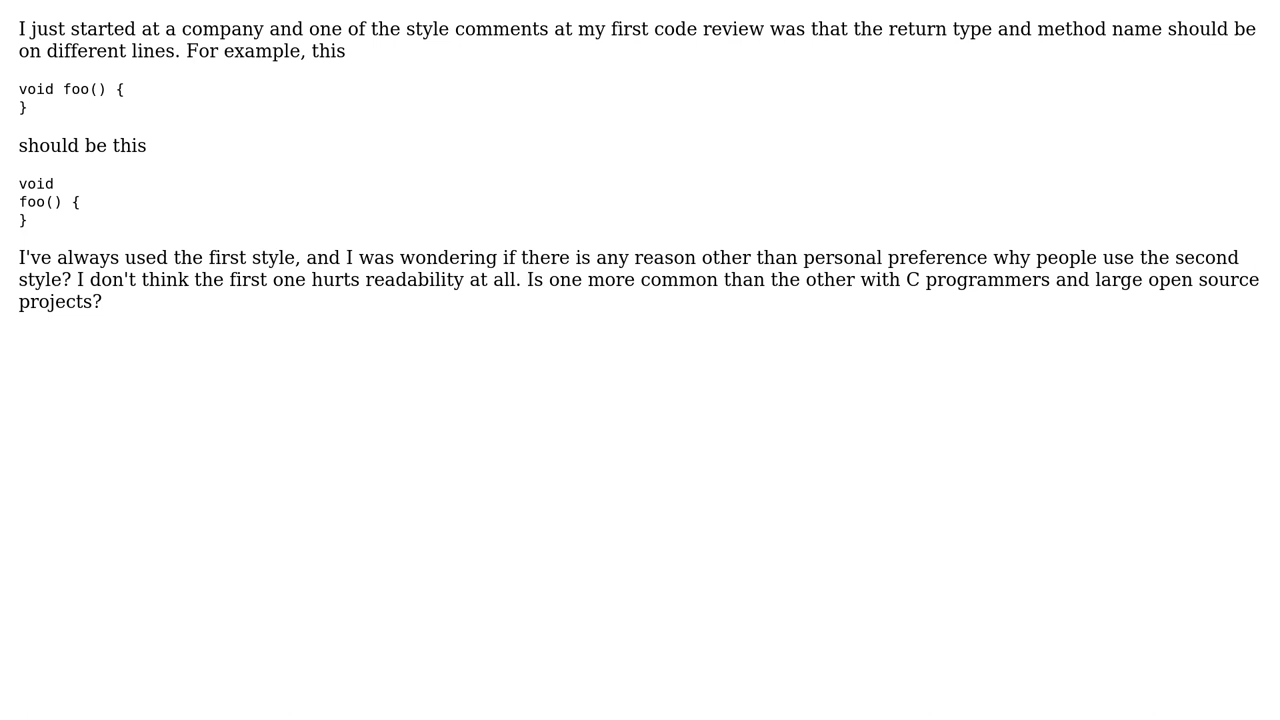 I just started at a company and one of the style comments at my first code review was that the return type and method name should be
on different lines. For example, this
void foo() {
}
should be this
void
foo() {
}
I've always used the first style, and I was wondering if there is any reason other than personal preference why people use the second
style? I don't think the first one hurts readability at all. Is one more common than the other with C programmers and large open source
projects?